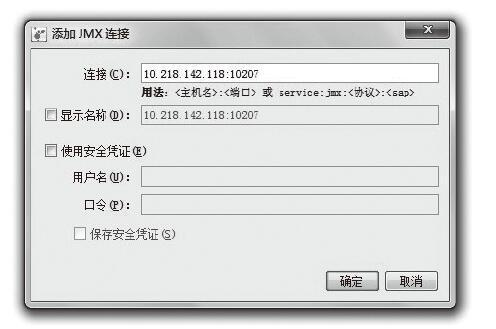 添加 JMX 连接
连接(C): 10.218.142.118:10207
用法: <主机名>:<端口> 或 service:jmx:<协议>:<sap>
显示名称(D): 10.218.142.118:10207
使用安全凭证(E)
用户名(U):
口令(P):
保存安全凭证(S)
确定 取消